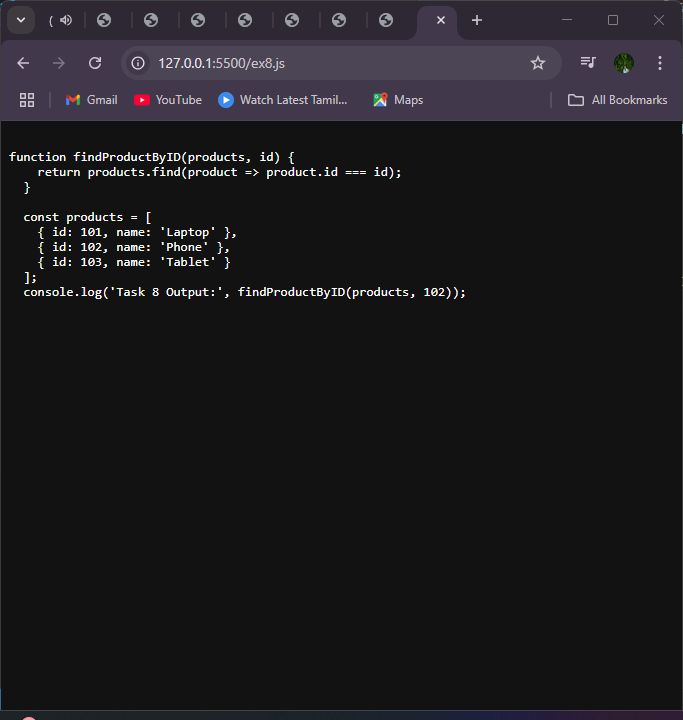 (
127.0.0.1:5500/ex8.js
Gmail
YouTube
Watch Latest Tamil...
Maps
All Bookmarks
function findProductByID(products, id) {
    return products.find(product => product.id === id);
  }

  const products = [
    { id: 101, name: 'Laptop' },
    { id: 102, name: 'Phone' },
    { id: 103, name: 'Tablet' }
  ];
  console.log('Task 8 Output:', findProductByID(products, 102));